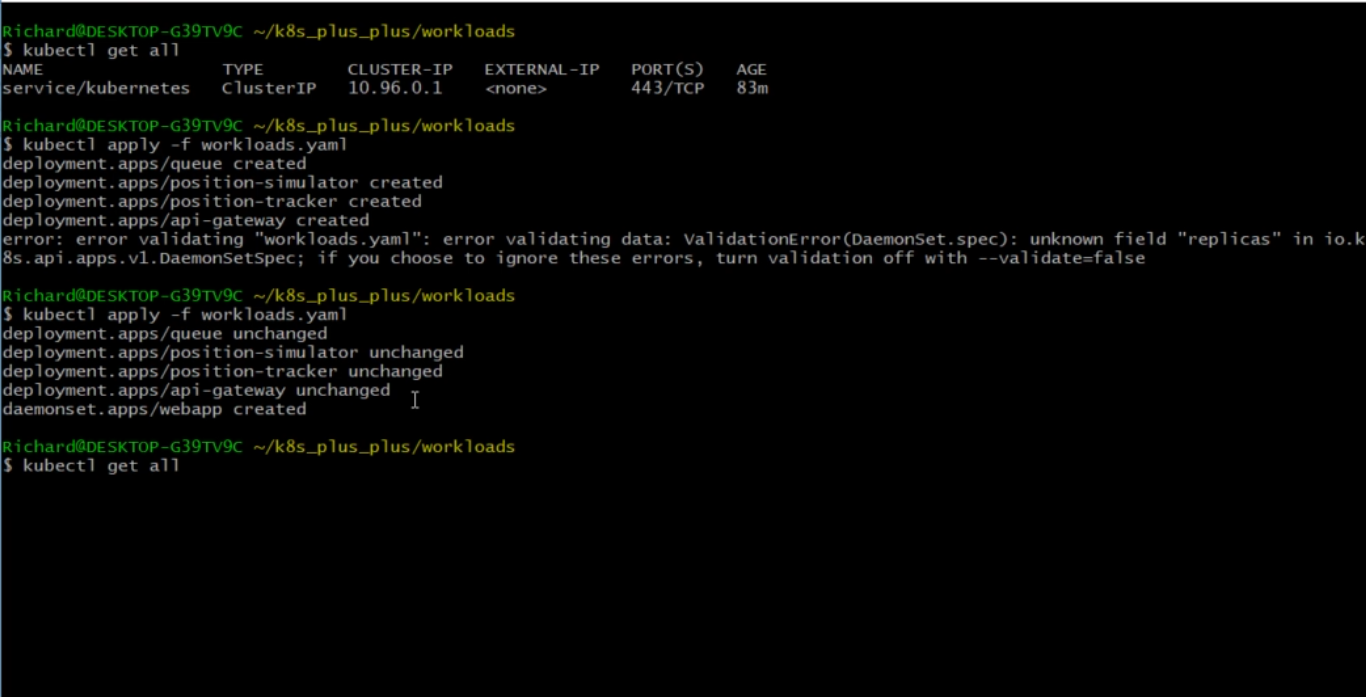 Richard@DESKTOP-G39TV9C ~/k8s_plus_plus/workloads
$ kubectl get all
NAME                 TYPE        CLUSTER-IP   EXTERNAL-IP   PORT(S)   AGE
service/kubernetes   ClusterIP   10.96.0.1    <none>        443/TCP   83m
Richard@DESKTOP-G39TV9C ~/k8s_plus_plus/workloads
$ kubectl apply -f workloads.yaml
deployment.apps/queue created
deployment.apps/position-simulator created
deployment.apps/position-tracker created
deployment.apps/api-gateway created
error: error validating "workloads.yaml": error validating data: ValidationError(DaemonSet.spec): unknown field "replicas" in io.k
8s.api.apps.v1.DaemonSetSpec; if you choose to ignore these errors, turn validation off with --validate=false
Richard@DESKTOP-G39TV9C ~/k8s_plus_plus/workloads
$ kubectl apply -f workloads.yaml
deployment.apps/queue unchanged
deployment.apps/position-simulator unchanged
deployment.apps/position-tracker unchanged
deployment.apps/api-gateway unchanged
daemonset.apps/webapp created
Richard@DESKTOP-G39TV9C ~/k8s_plus_plus/workloads
$ kubectl get all